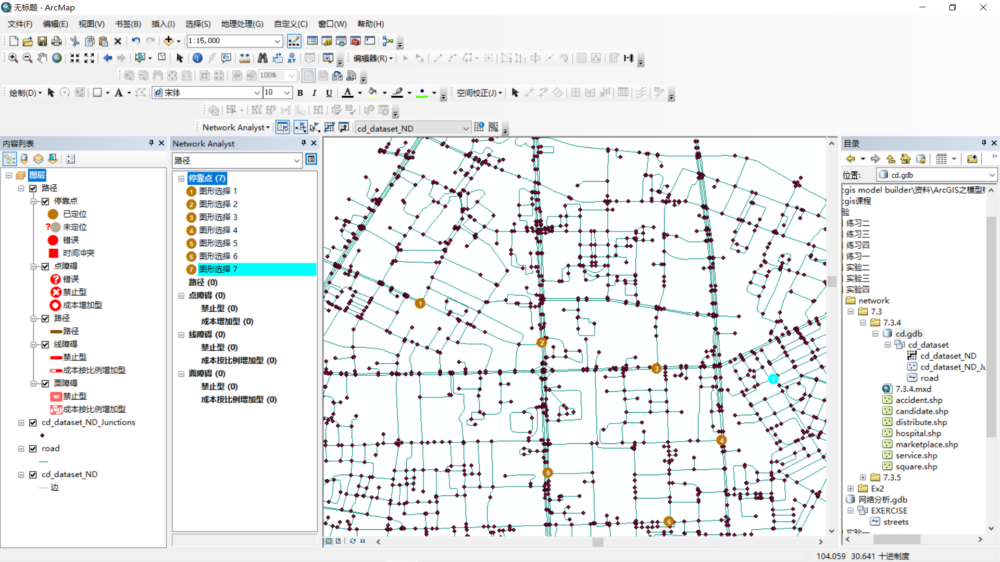 无标题 - ArcMap
文件(F) 编辑(E) 视图(V) 书签(B) 插入(I) 选择(S) 地理处理(G) 自定义(C) 窗口(W) 帮助(H)
1:15,000
XY 编辑器(R)
1:1 100%
绘制(D) A 宋体 10 B I U A 空间校正(J)
Network Analyst cd_dataset_ND
内容列表
图层
路径
停靠点
已定位
? 未定位
错误
时间冲突
点障碍
? 错误
禁止型
成本增加型
路径
路径
线障碍
禁止型
成本按比例增加型
面障碍
禁止型
成本按比例增加型
cd_dataset_ND_Junctions
road
cd_dataset_ND
边
Network Analyst
路径
停靠点 (7)
1 图形选择 1
2 图形选择 2
3 图形选择 3
4 图形选择 4
5 图形选择 5
6 图形选择 6
7 图形选择 7
路径 (0)
点障碍 (0)
禁止型 (0)
成本增加型 (0)
线障碍 (0)
禁止型 (0)
成本按比例增加型 (0)
面障碍 (0)
禁止型 (0)
成本按比例增加型 (0)
1
2
3
7
4
5
6
目录
位置: cd.gdb
cgis model builder\资料\ArcGIS之模型
cgis课程
验
练习二
练习三
练习四
练习一
实验二
实验三
实验四
network
7.3
7.3.4
cd.gdb
cd_dataset
cd_dataset_ND
cd_dataset_ND_Ju
road
7.3.4.mxd
accident.shp
candidate.shp
distribute.shp
hospital.shp
marketplace.shp
service.shp
square.shp
7.3.5
Ex2
网络分析.gdb
EXERCISE
streets
实验一
104.059 30.641 十进制度